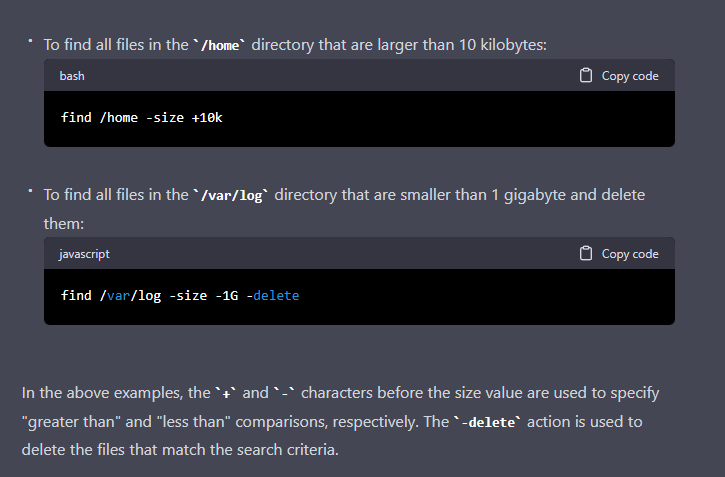 • To find all files in the `/home` directory that are larger than 10 kilobytes:
bash Copy code
find /home -size +10k
• To find all files in the `/var/log` directory that are smaller than 1 gigabyte and delete
them:
javascript Copy code
find /var/log -size -1G -delete
In the above examples, the `+` and `-` characters before the size value are used to specify
"greater than" and "less than" comparisons, respectively. The `-delete` action is used to
delete the files that match the search criteria.